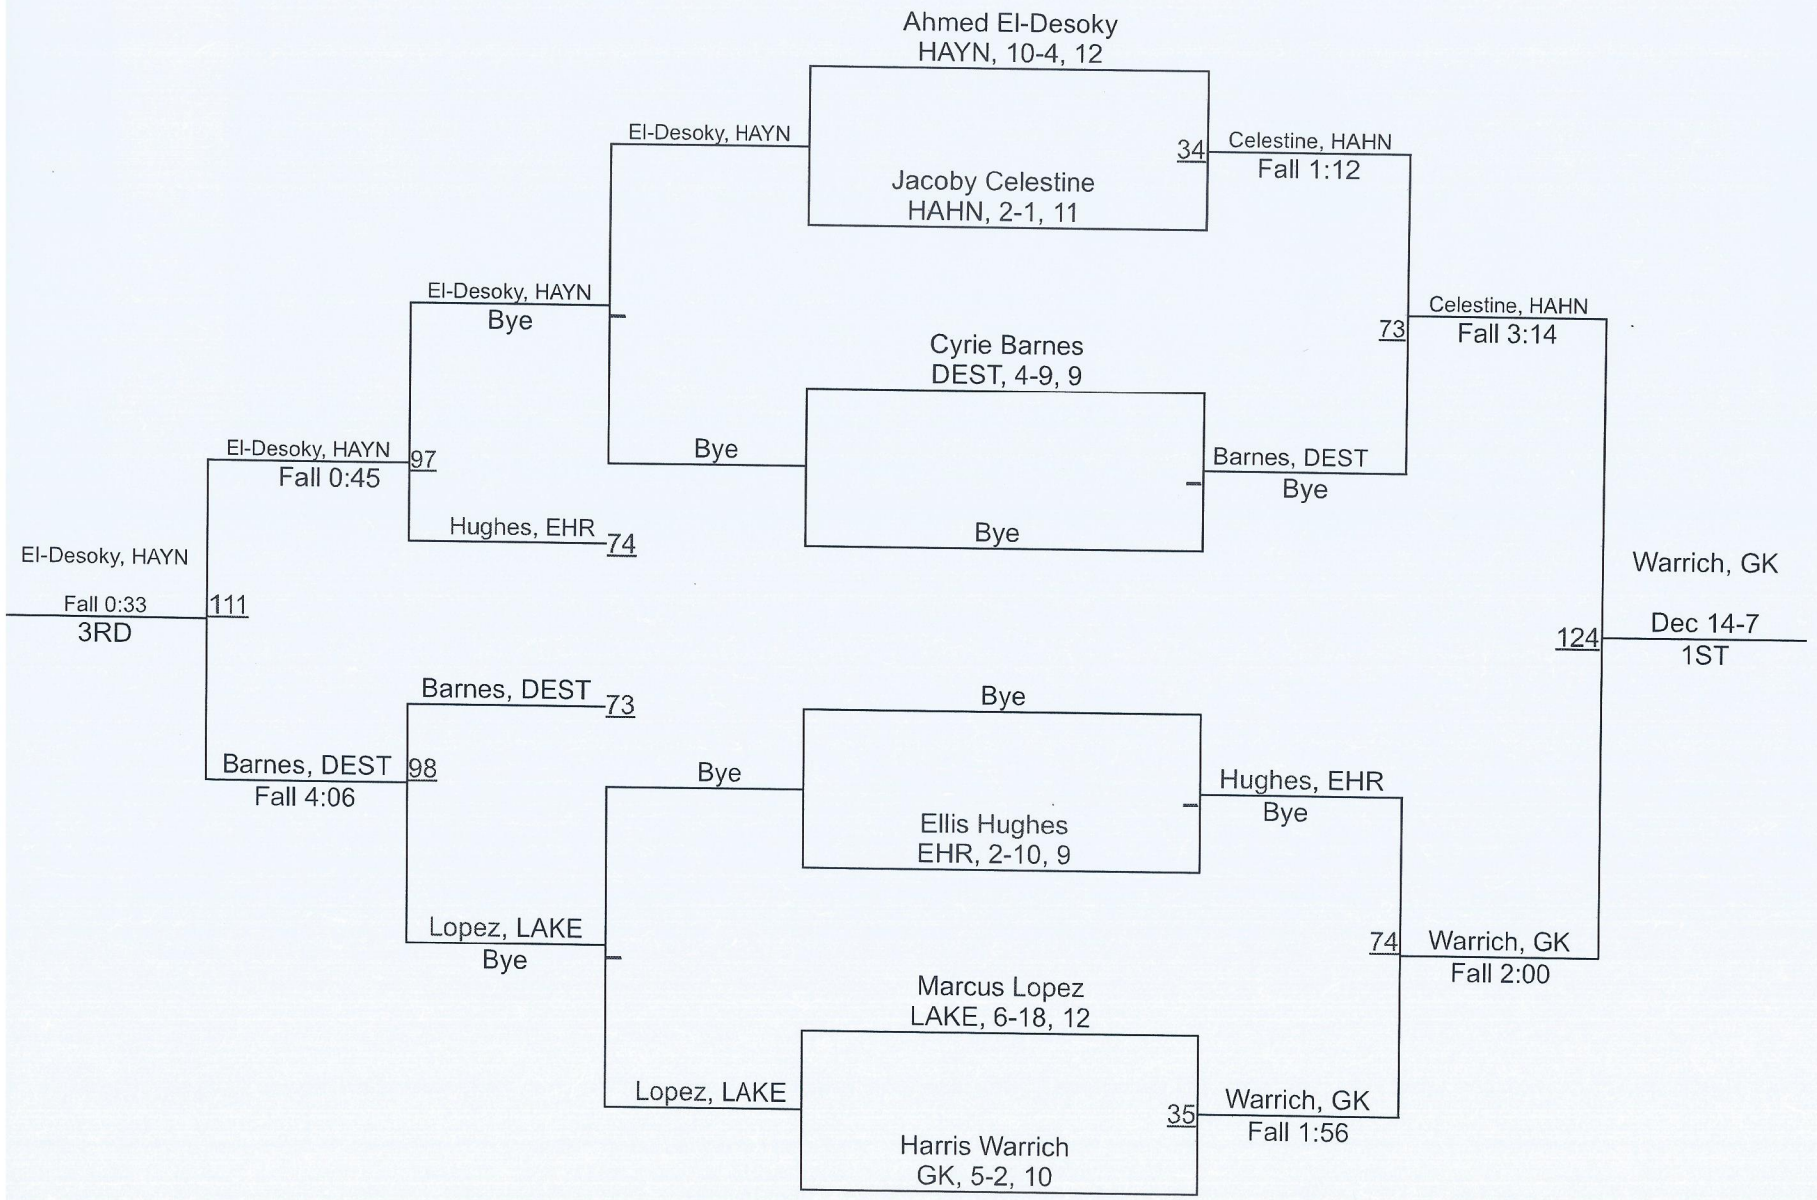 Ahmed El-Desoky
HAYN, 10-4, 12
El-Desoky, HAYN
34
Celestine, HAHN
Fall 1:12
Jacoby Celestine
HAHN, 2-1, 11
El-Desoky, HAYN
Bye
Celestine, HAHN
Fall 3:14
73
Cyrie Barnes
DEST, 4-9, 9
El-Desoky, HAYN
Fall 0:45
97
Bye
Barnes, DEST
Bye
Hughes, EHR
74
Bye
El-Desoky, HAYN
Fall 0:33
3RD
111
Warrich, GK
Dec 14-7
1ST
124
Barnes, DEST
73
Bye
Barnes, DEST
Fall 4:06
98
Bye
Hughes, EHR
Bye
Ellis Hughes
EHR, 2-10, 9
Lopez, LAKE
Bye
74
Warrich, GK
Fall 2:00
Marcus Lopez
LAKE, 6-18, 12
Lopez, LAKE
35
Warrich, GK
Fall 1:56
Harris Warrich
GK, 5-2, 10